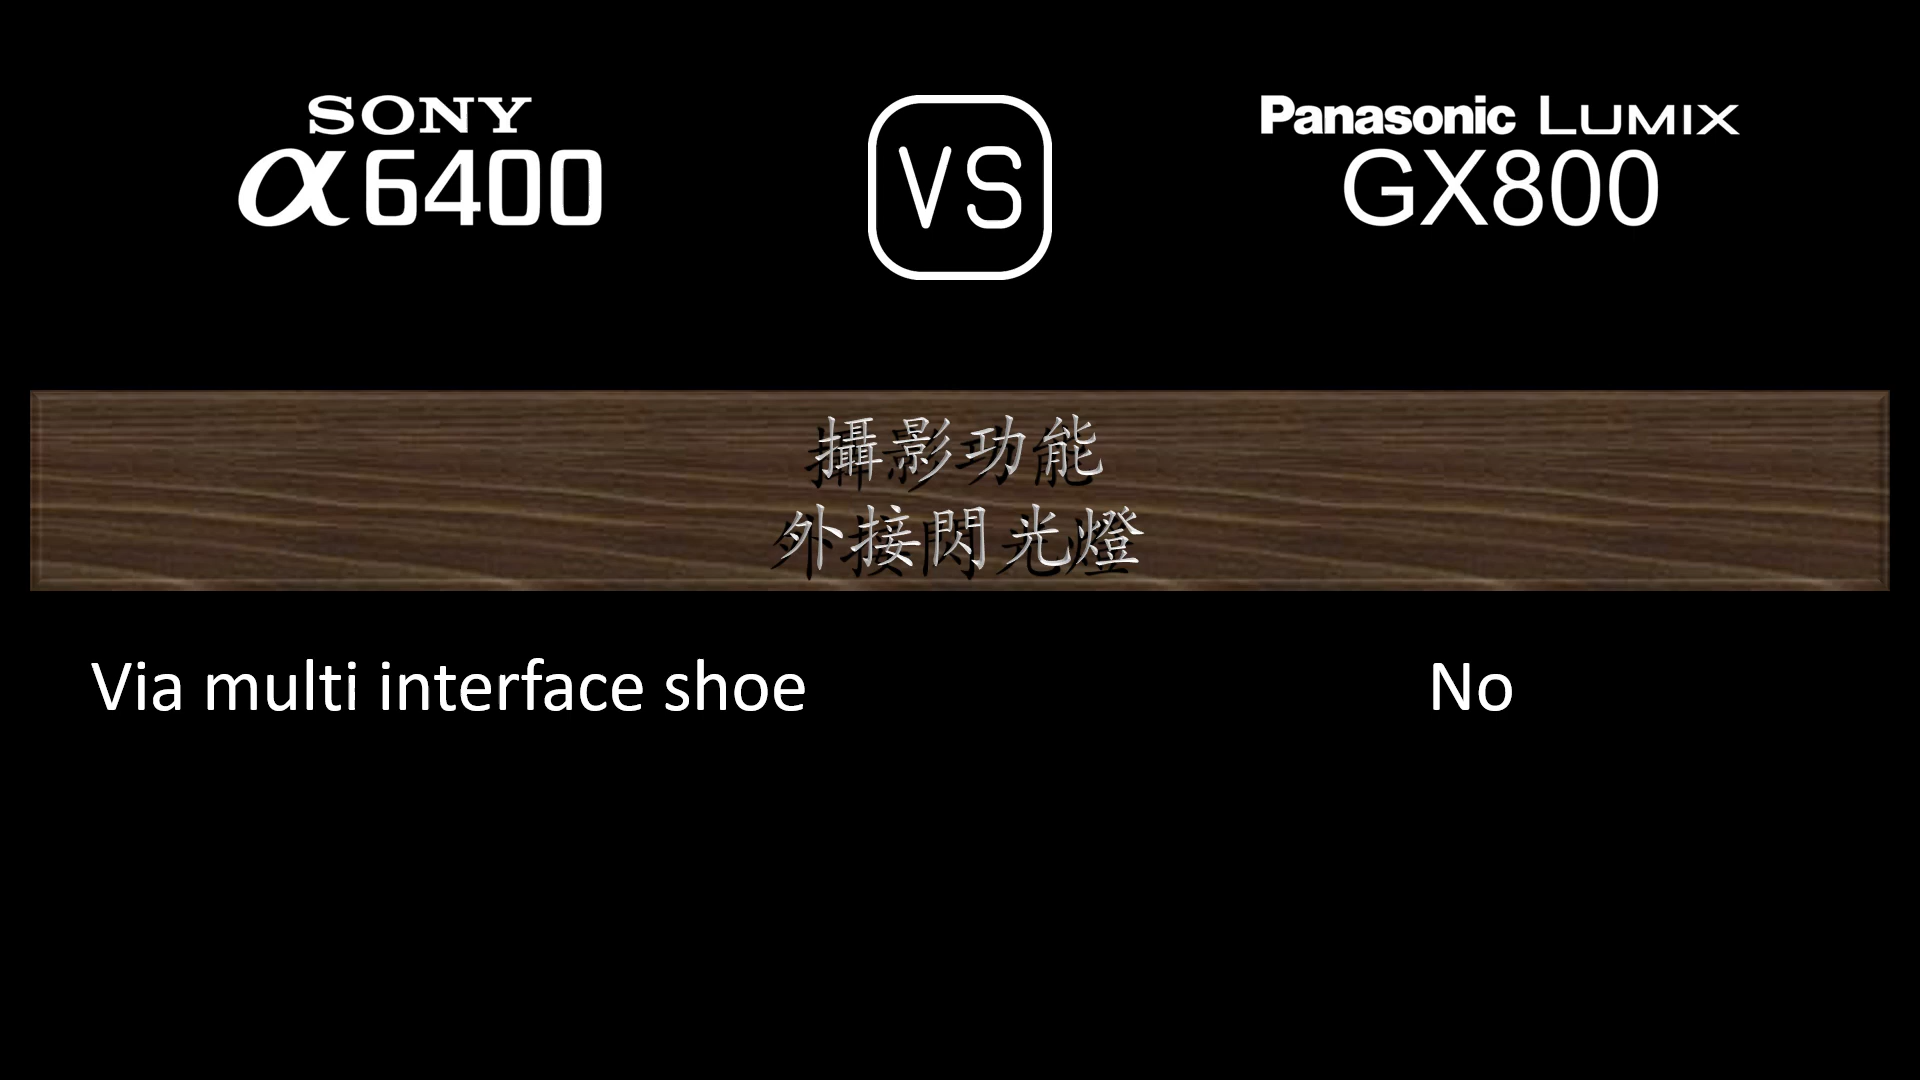 SONY
α6400
VS
Panasonic LUMIX
GX800
攝影功能
外接閃光燈
Via multi interface shoe
No